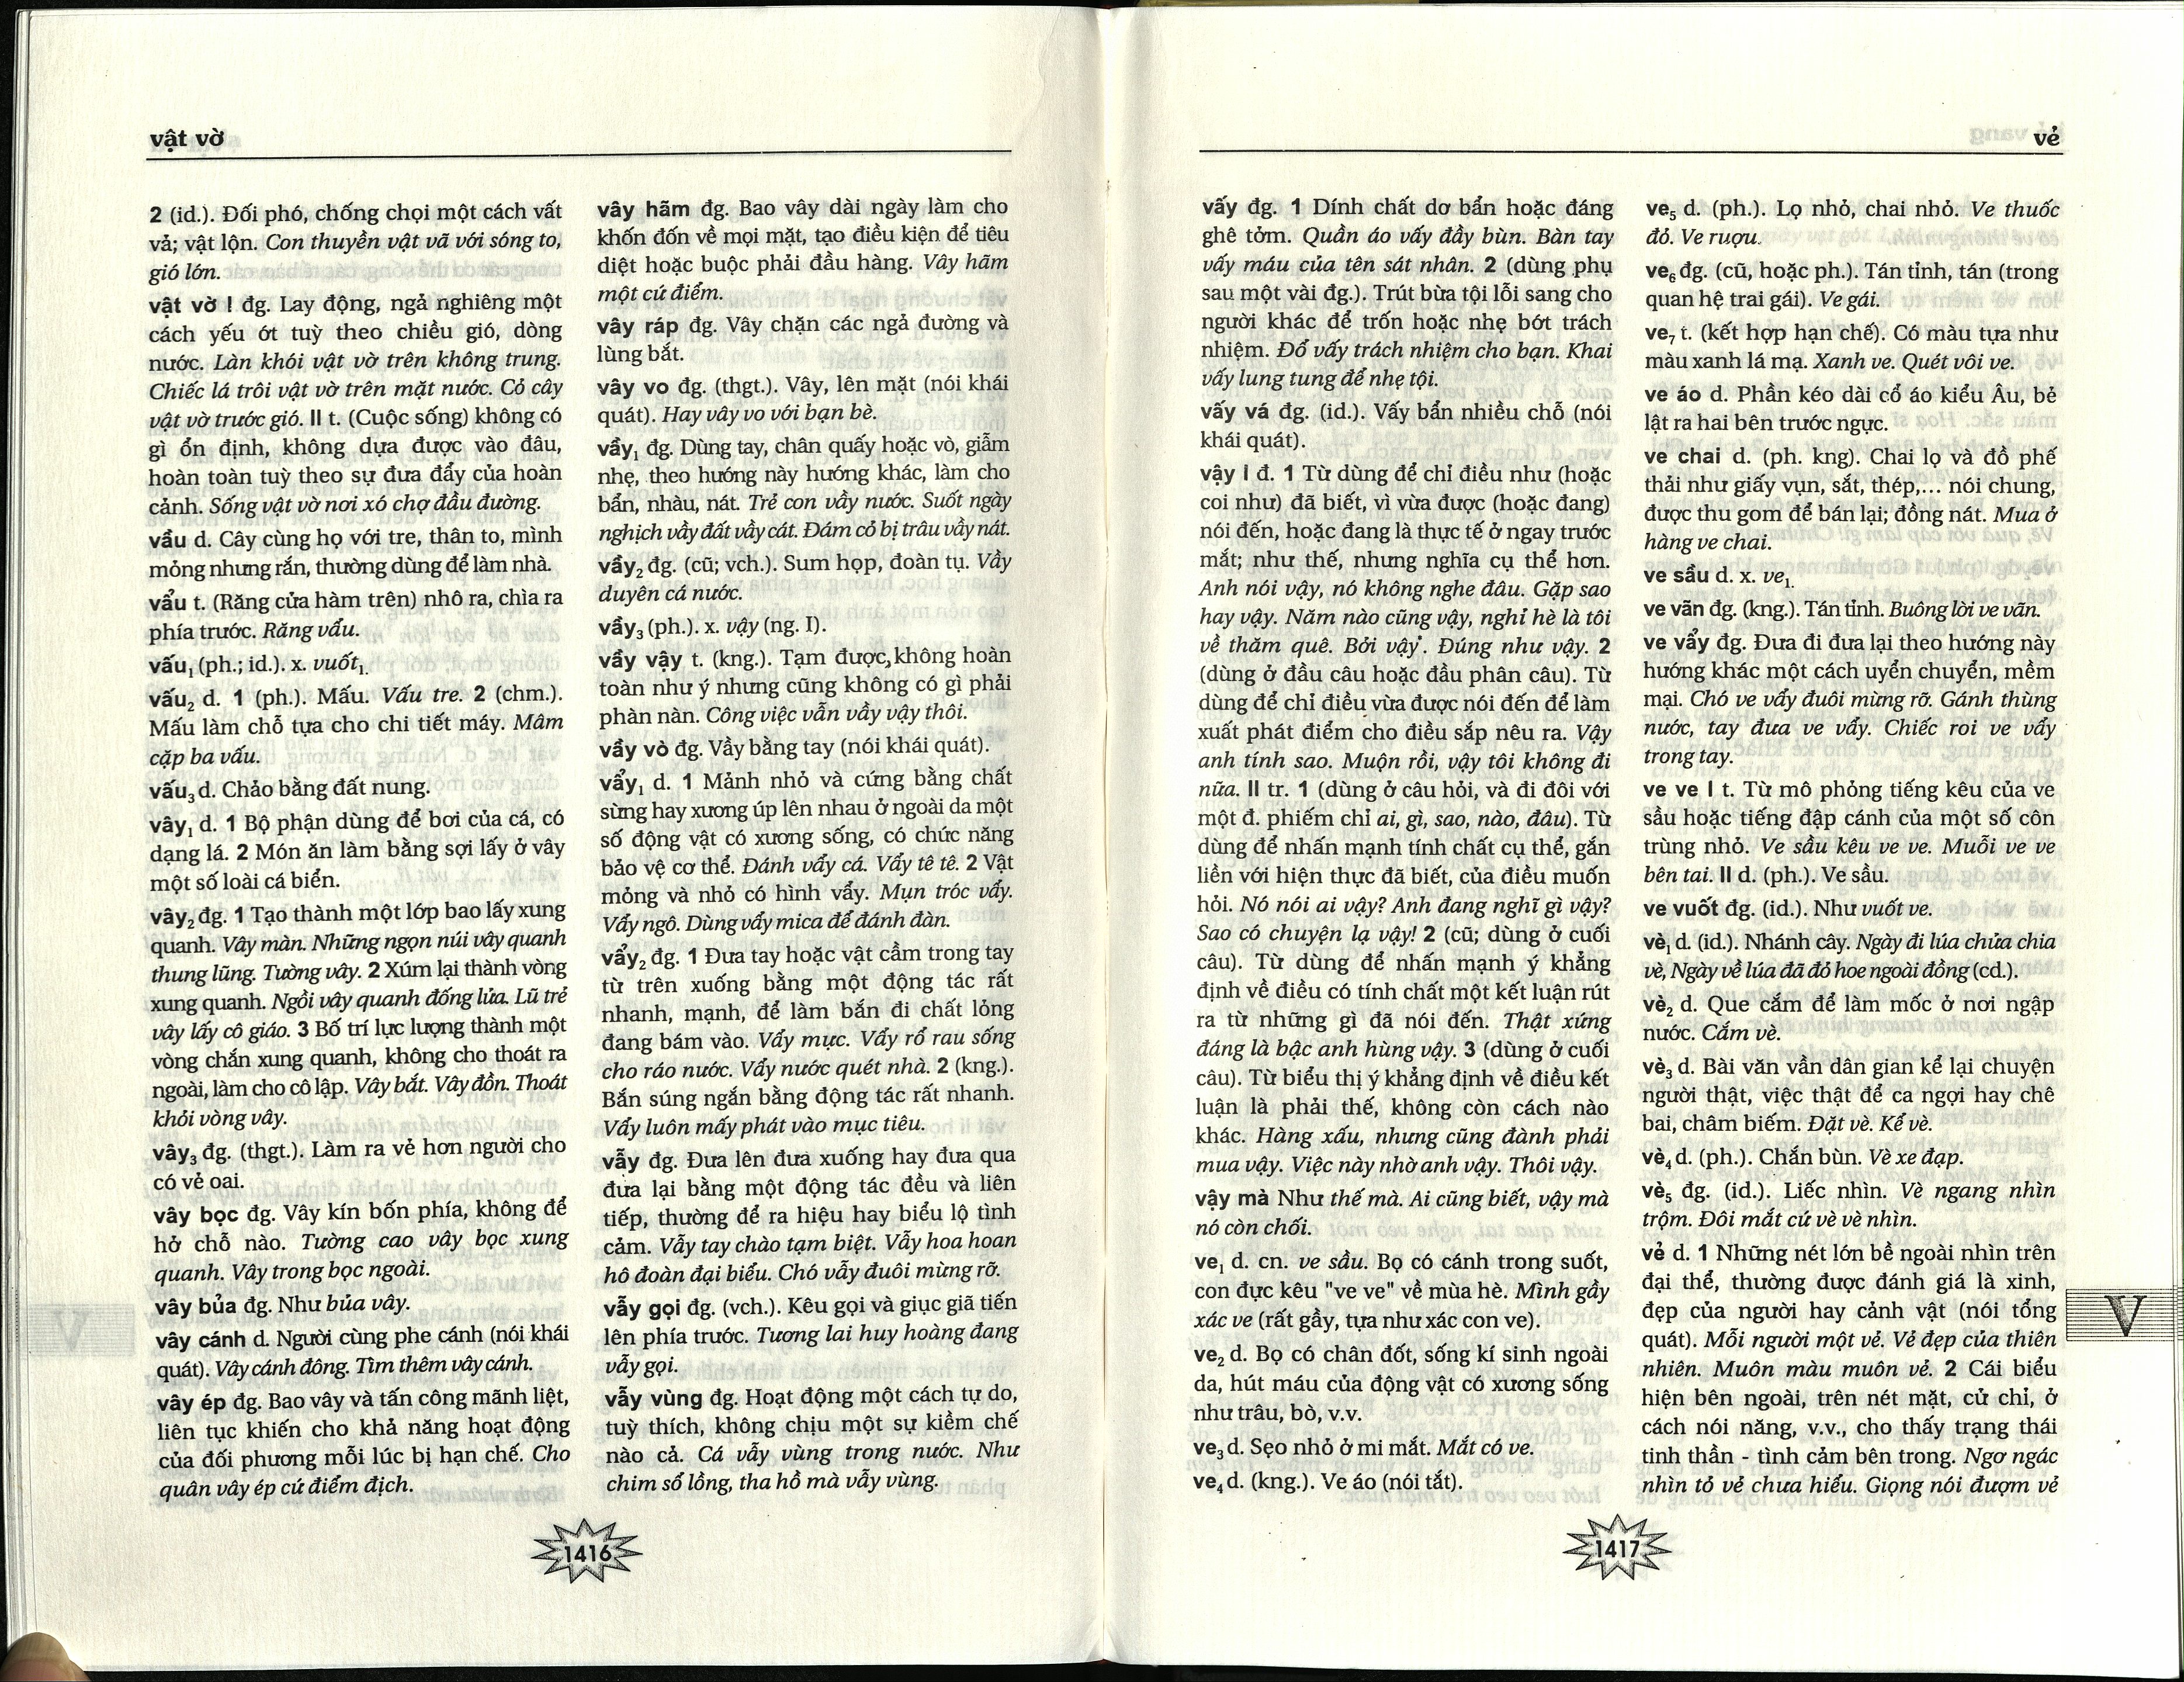 vật vờ
2 (id.). Đối phó, chống chọi một cách vất
vả; vật lộn. Con thuyền vật vã với sóng to,
gió lớn.
vật vờ I đg. Lay động, ngả nghiêng một
cách yếu ớt tuỳ theo chiều gió, dòng
nước. Làn khói vật vờ trên không trung.
Chiếc lá trôi vật vờ trên mặt nước. Cỏ cây
vật vờ trước gió. II t. (Cuộc sống) không có
gì ổn định, không dựa được vào đâu,
hoàn toàn tuỳ theo sự đưa đẩy của hoàn
cảnh. Sống vật vờ nơi xó chợ đầu đường.
vầu d. Cây cùng họ với tre, thân to, mình
mỏng nhưng rắn, thường dùng để làm nhà.
vẩu t. (Răng cửa hàm trên) nhô ra, chìa ra
phía trước. Răng vẩu.
vấu₁ (ph.; id.). x. vuốt₁.
vấu₂ d. 1 (ph.). Mấu. Vấu tre. 2 (chm.).
Mấu làm chỗ tựa cho chi tiết máy. Mâm
cặp ba vấu.
vấu₃ d. Chảo bằng đất nung.
vây₁ d. 1 Bộ phận dùng để bơi của cá, có
dạng lá. 2 Món ăn làm bằng sợi lấy ở vây
một số loài cá biển.
vây₂ đg. 1 Tạo thành một lớp bao lấy xung
quanh. Vây màn. Những ngọn núi vây quanh
thung lũng. Tường vây. 2 Xúm lại thành vòng
xung quanh. Ngồi vây quanh đống lửa. Lũ trẻ
vây lấy cô giáo. 3 Bố trí lực lượng thành một
vòng chắn xung quanh, không cho thoát ra
ngoài, làm cho cô lập. Vây bắt. Vây đồn. Thoát
khỏi vòng vây.
vây₃ đg. (thgt.). Làm ra vẻ hơn người cho
có vẻ oai.
vây bọc đg. Vây kín bốn phía, không để
hở chỗ nào. Tường cao vây bọc xung
quanh. Vây trong bọc ngoài.
vây bủa đg. Như bủa vây.
vây cánh d. Người cùng phe cánh (nói khái
quát). Vây cánh đông. Tìm thêm vây cánh.
vây ép đg. Bao vây và tấn công mãnh liệt,
liên tục khiến cho khả năng hoạt động
của đối phương mỗi lúc bị hạn chế. Cho
quân vây ép cứ điểm địch.
vây hãm đg. Bao vây dài ngày làm cho
khốn đốn về mọi mặt, tạo điều kiện để tiêu
diệt hoặc buộc phải đầu hàng. Vây hãm
một cứ điểm.
vây ráp đg. Vây chặn các ngả đường và
lùng bắt.
vây vo đg. (thgt.). Vây, lên mặt (nói khái
quát). Hay vây vo với bạn bè.
vầy₁ đg. Dùng tay, chân quấy hoặc vò, giẫm
nhẹ, theo hướng này hướng khác, làm cho
bẩn, nhàu, nát. Trẻ con vầy nước. Suốt ngày
nghịch vầy đất vầy cát. Đám cỏ bị trâu vầy nát.
vầy₂ đg. (cũ; vch.). Sum họp, đoàn tụ. Vầy
duyên cá nước.
vầy₃ (ph.). x. vậy (ng. I).
vầy vậy t. (kng.). Tạm được, không hoàn
toàn như ý nhưng cũng không có gì phải
phàn nàn. Công việc vẫn vầy vậy thôi.
vầy vò đg. Vầy bằng tay (nói khái quát).
vẩy₁ d. 1 Mảnh nhỏ và cứng bằng chất
sừng hay xương úp lên nhau ở ngoài da một
số động vật có xương sống, có chức năng
bảo vệ cơ thể. Đánh vẩy cá. Vẩy tê tê. 2 Vật
mỏng và nhỏ có hình vẩy. Mụn tróc vẩy.
Vẩy ngô. Dùng vẩy mica để đánh đàn.
vẩy₂ đg. 1 Đưa tay hoặc vật cầm trong tay
từ trên xuống bằng một động tác rất
nhanh, mạnh, để làm bắn đi chất lỏng
đang bám vào. Vẩy mực. Vẩy rổ rau sống
cho ráo nước. Vẩy nước quét nhà. 2 (kng.).
Bắn súng ngắn bằng động tác rất nhanh.
Vẩy luôn mấy phát vào mục tiêu.
vẫy đg. Đưa lên đưa xuống hay đưa qua
đưa lại bằng một động tác đều và liên
tiếp, thường để ra hiệu hay biểu lộ tình
cảm. Vẫy tay chào tạm biệt. Vẫy hoa hoan
hô đoàn đại biểu. Chó vẫy đuôi mừng rỡ.
vẫy gọi đg. (vch.). Kêu gọi và giục giã tiến
lên phía trước. Tương lai huy hoàng đang
vẫy gọi.
vẫy vùng đg. Hoạt động một cách tự do,
tuỳ thích, không chịu một sự kiềm chế
nào cả. Cá vẫy vùng trong nước. Như
chim sổ lồng, tha hồ mà vẫy vùng.
1416
vẻ
vấy đg. 1 Dính chất dơ bẩn hoặc đáng
ghê tởm. Quần áo vấy đầy bùn. Bàn tay
vấy máu của tên sát nhân. 2 (dùng phụ
sau một vài đg.). Trút bừa tội lỗi sang cho
người khác để trốn hoặc nhẹ bớt trách
nhiệm. Đổ vấy trách nhiệm cho bạn. Khai
vấy lung tung để nhẹ tội.
vấy vá đg. (id.). Vấy bẩn nhiều chỗ (nói
khái quát).
vậy I đ. 1 Từ dùng để chỉ điều như (hoặc
coi như) đã biết, vì vừa được (hoặc đang)
nói đến, hoặc đang là thực tế ở ngay trước
mắt; như thế, nhưng nghĩa cụ thể hơn.
Anh nói vậy, nó không nghe đâu. Gặp sao
hay vậy. Năm nào cũng vậy, nghỉ hè là tôi
về thăm quê. Bởi vậy. Đúng như vậy. 2
(dùng ở đầu câu hoặc đầu phân câu). Từ
dùng để chỉ điều vừa được nói đến để làm
xuất phát điểm cho điều sắp nêu ra. Vậy
anh tính sao. Muộn rồi, vậy tôi không đi
nữa. II tr. 1 (dùng ở câu hỏi, và đi đôi với
một đ. phiếm chỉ ai, gì, sao, nào, đâu). Từ
dùng để nhấn mạnh tính chất cụ thể, gắn
liền với hiện thực đã biết, của điều muốn
hỏi. Nó nói ai vậy? Anh đang nghĩ gì vậy?
Sao có chuyện lạ vậy! 2 (cũ; dùng ở cuối
câu). Từ dùng để nhấn mạnh ý khẳng
định về điều có tính chất một kết luận rút
ra từ những gì đã nói đến. Thật xứng
đáng là bậc anh hùng vậy. 3 (dùng ở cuối
câu). Từ biểu thị ý khẳng định về điều kết
luận là phải thế, không còn cách nào
khác. Hàng xấu, nhưng cũng đành phải
mua vậy. Việc này nhờ anh vậy. Thôi vậy.
vậy mà Như thế mà. Ai cũng biết, vậy mà
nó còn chối.
ve₁ d. cn. ve sầu. Bọ có cánh trong suốt,
con đực kêu "ve ve" về mùa hè. Mình gầy
xác ve (rất gầy, tựa như xác con ve).
ve₂ d. Bọ có chân đốt, sống kí sinh ngoài
da, hút máu của động vật có xương sống
như trâu, bò, v.v.
ve₃ d. Sẹo nhỏ ở mi mắt. Mắt có ve.
ve₄ d. (kng.). Ve áo (nói tắt).
ve₅ d. (ph.). Lọ nhỏ, chai nhỏ. Ve thuốc
đỏ. Ve rượu.
ve₆ đg. (cũ, hoặc ph.). Tán tỉnh, tán (trong
quan hệ trai gái). Ve gái.
ve₇ t. (kết hợp hạn chế). Có màu tựa như
màu xanh lá mạ. Xanh ve. Quét vôi ve.
ve áo d. Phần kéo dài cổ áo kiểu Âu, bẻ
lật ra hai bên trước ngực.
ve chai d. (ph. kng). Chai lọ và đồ phế
thải như giấy vụn, sắt, thép,... nói chung,
được thu gom để bán lại; đồng nát. Mua ở
hàng ve chai.
ve sầu d. x. ve₁.
ve vãn đg. (kng.). Tán tỉnh. Buông lời ve vãn.
ve vẩy đg. Đưa đi đưa lại theo hướng này
hướng khác một cách uyển chuyển, mềm
mại. Chó ve vẩy đuôi mừng rỡ. Gánh thùng
nước, tay đưa ve vẩy. Chiếc roi ve vẩy
trong tay.
ve ve I t. Từ mô phỏng tiếng kêu của ve
sầu hoặc tiếng đập cánh của một số côn
trùng nhỏ. Ve sầu kêu ve ve. Muỗi ve ve
bên tai. II d. (ph.). Ve sầu.
ve vuốt đg. (id.). Như vuốt ve.
vè₁ d. (id.). Nhánh cây. Ngày đi lúa chửa chia
vè, Ngày về lúa đã đỏ hoe ngoài đồng (cd.).
vè₂ d. Que cắm để làm mốc ở nơi ngập
nước. Cắm vè.
vè₃ d. Bài văn vần dân gian kể lại chuyện
người thật, việc thật để ca ngợi hay chê
bai, châm biếm. Đặt vè. Kể vè.
vè₄ d. (ph.). Chắn bùn. Vè xe đạp.
vè₅ đg. (id.). Liếc nhìn. Vè ngang nhìn
trộm. Đôi mắt cứ vè vè nhìn.
vẻ d. 1 Những nét lớn bề ngoài nhìn trên
đại thể, thường được đánh giá là xinh,
đẹp của người hay cảnh vật (nói tổng
quát). Mỗi người một vẻ. Vẻ đẹp của thiên
nhiên. Muôn màu muôn vẻ. 2 Cái biểu
hiện bên ngoài, trên nét mặt, cử chỉ, ở
cách nói năng, v.v., cho thấy trạng thái
tinh thần - tình cảm bên trong. Ngơ ngác
nhìn tỏ vẻ chưa hiểu. Giọng nói đượm vẻ
V
1417